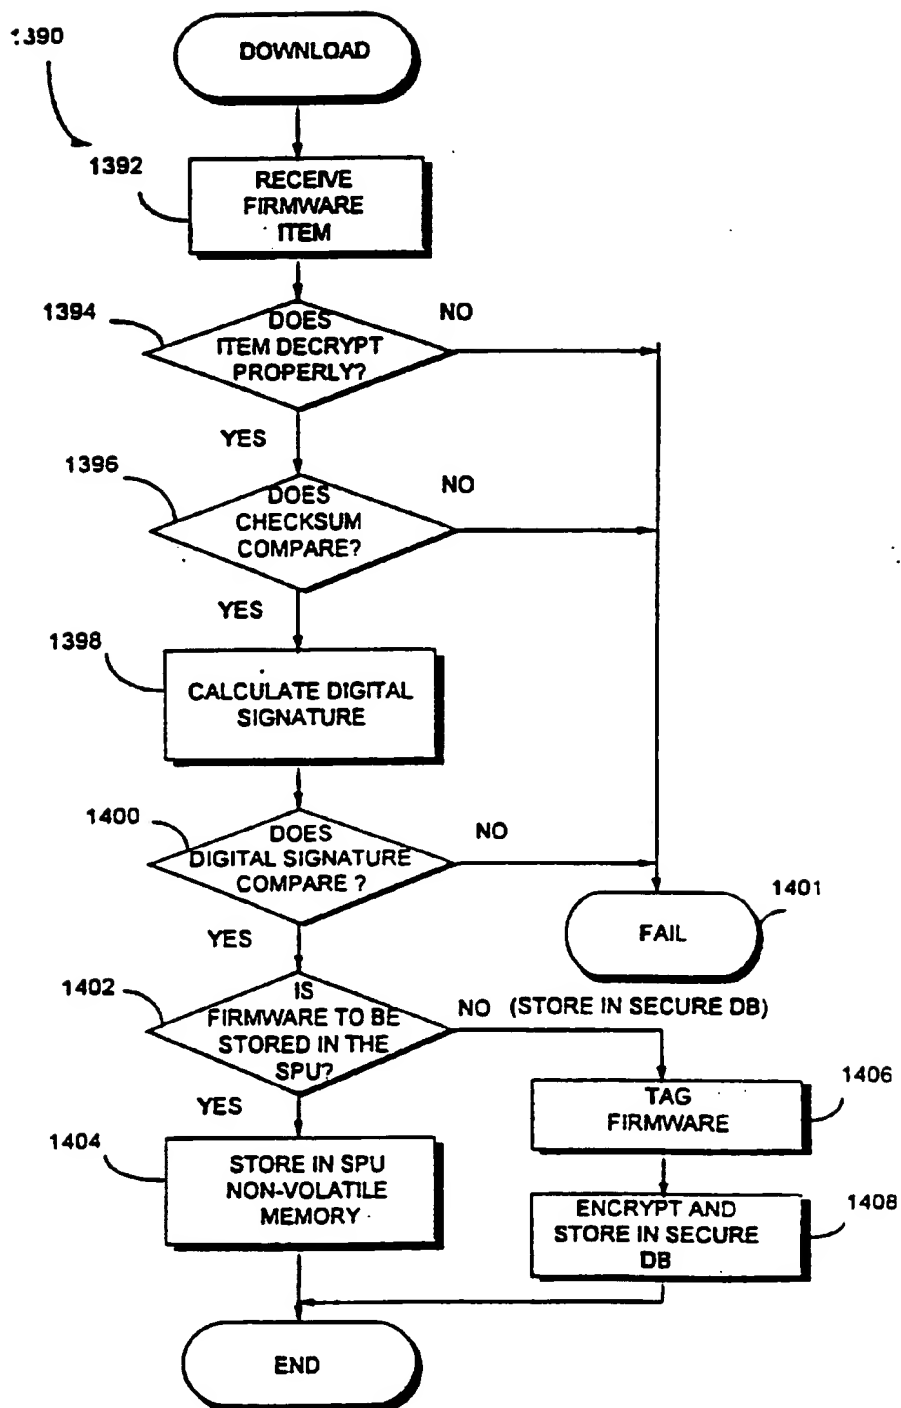 1390
DOWNLOAD
1392
RECEIVE
FIRMWARE
ITEM
1394
DOES
ITEM DECRYPT
PROPERLY?
NO
YES
1396
DOES
CHECKSUM
COMPARE?
NO
YES
1398
CALCULATE DIGITAL
SIGNATURE
1400
DOES
DIGITAL SIGNATURE
COMPARE ?
NO
1401
FAIL
YES
1402
IS
FIRMWARE TO BE
STORED IN THE
SPU?
NO (STORE IN SECURE DB)
YES
1406
TAG
FIRMWARE
1404
STORE IN SPU
NON-VOLATILE
MEMORY
1408
ENCRYPT AND
STORE IN SECURE
DB
END